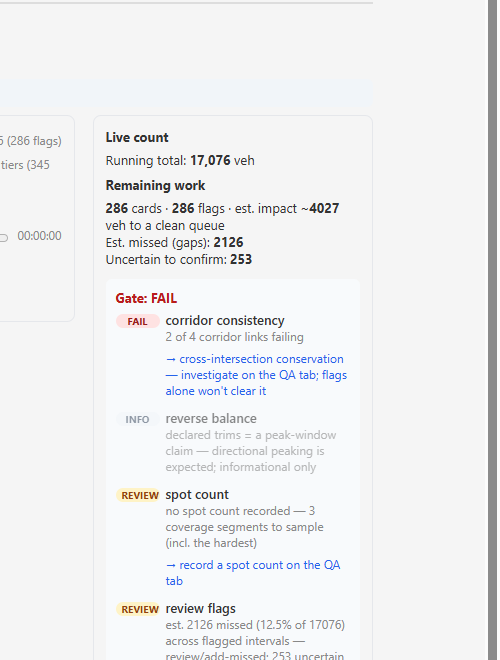 (286 flags)
tiers (345
00:00:00
Live count
Running total: 17,076 veh
Remaining work
286 cards · 286 flags · est. impact ~4027
veh to a clean queue
Est. missed (gaps): 2126
Uncertain to confirm: 253
Gate: FAIL
FAIL corridor consistency
2 of 4 corridor links failing
→ cross-intersection conservation
— investigate on the QA tab; flags
alone won't clear it
INFO reverse balance
declared trims = a peak-window
claim — directional peaking is
expected; informational only
REVIEW spot count
no spot count recorded — 3
coverage segments to sample
(incl. the hardest)
→ record a spot count on the QA
tab
REVIEW review flags
est. 2126 missed (12.5% of 17076)
across flagged intervals —
review/add-missed; 253 uncertain